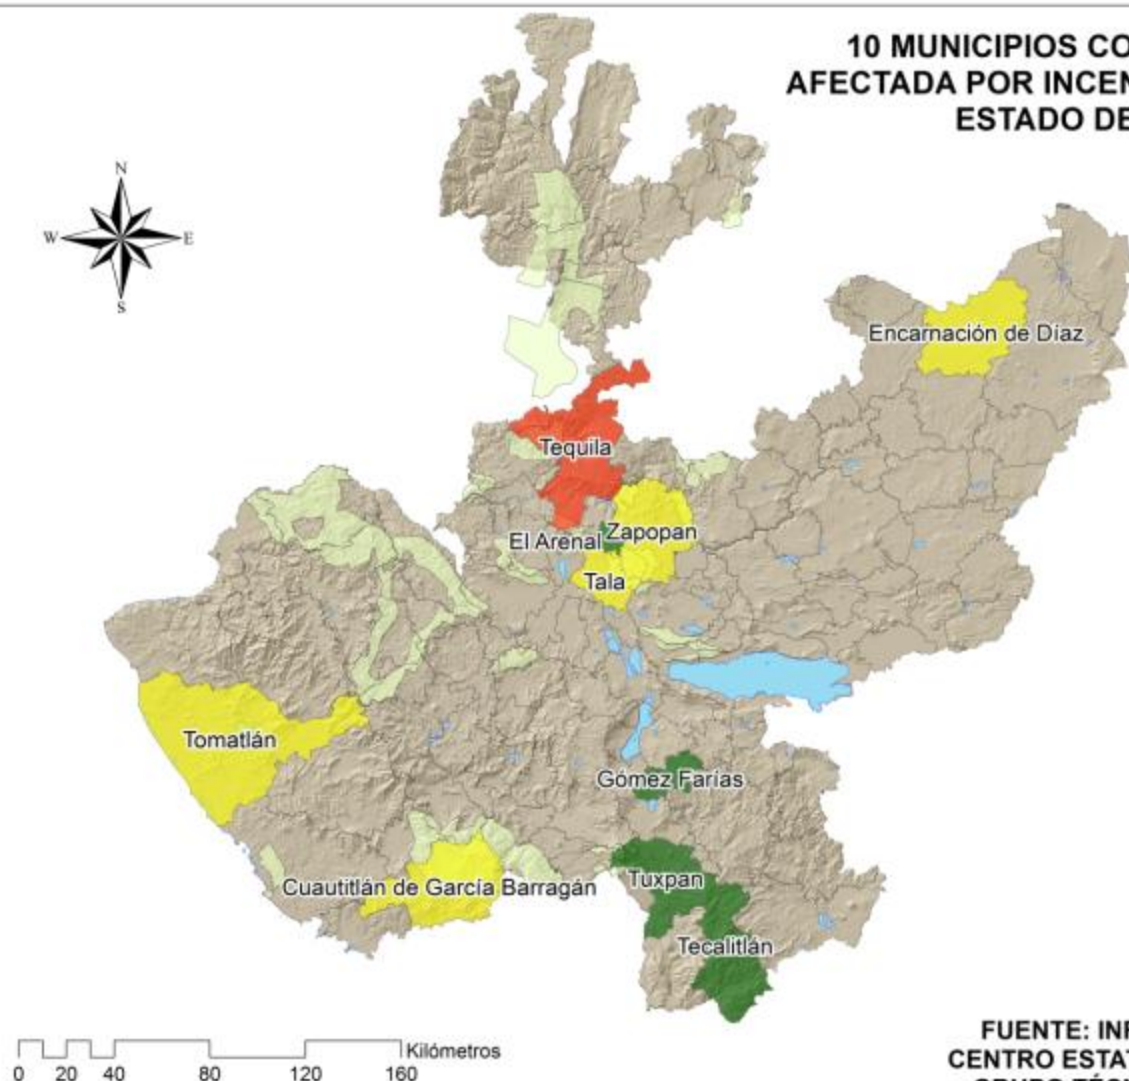 10 MUNICIPIOS CO
AFECTADA POR INCEN
ESTADO DE
N
W E
S
Encarnación de Díaz
Tequila
El Arenal Zapopan
Tala
Tomatlán
Gómez Farías
Cuautitlán de García Barragán
Tuxpan
Tecalitlán
Kilómetros
0 20 40 80 120 160
FUENTE: INF
CENTRO ESTAT